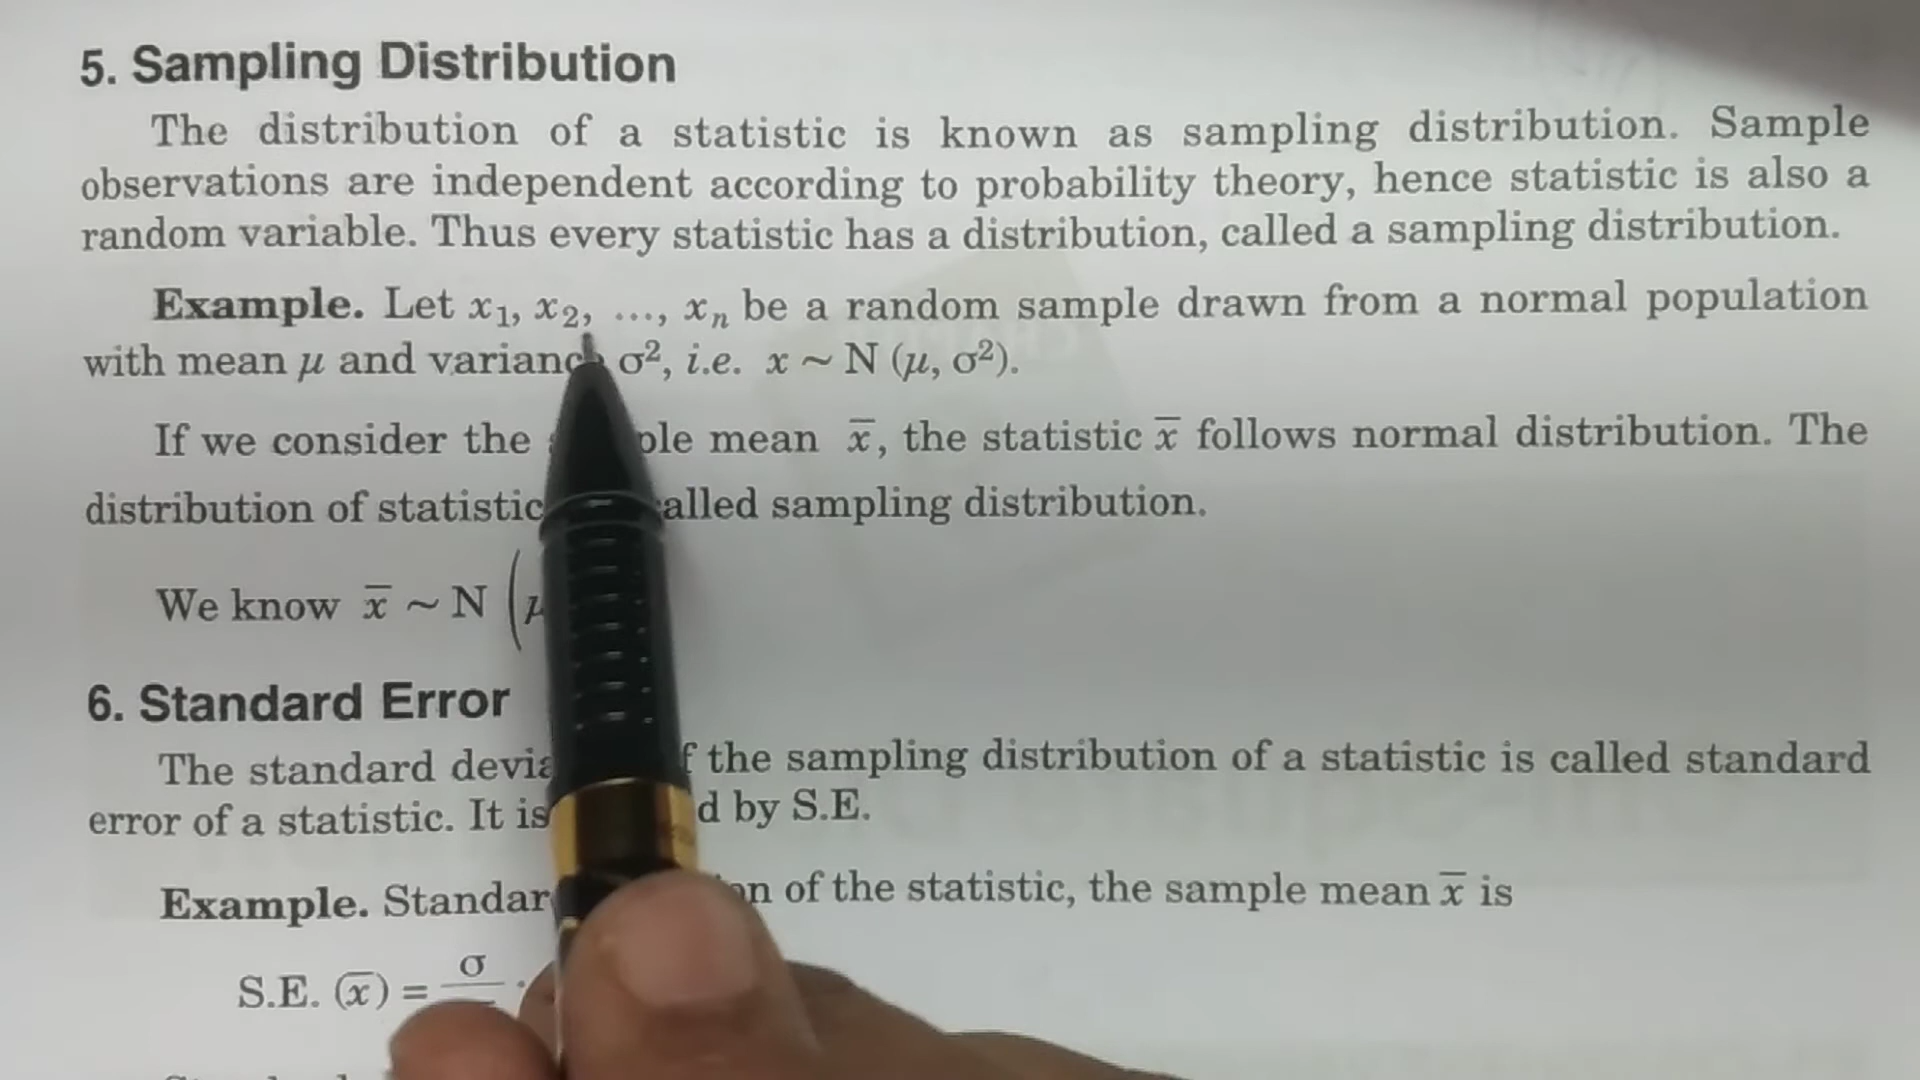 5. Sampling Distribution
The distribution of a statistic is known as sampling distribution. Sample
observations are independent according to probability theory, hence statistic is also a
random variable. Thus every statistic has a distribution, called a sampling distribution.
Example. Let x₁, x₂, ..., xₙ be a random sample drawn from a normal population
with mean μ and varianc σ², i.e. x ~ N (μ, σ²).
If we consider the ple mean x̅, the statistic x̅ follows normal distribution. The
distribution of statistic alled sampling distribution.
We know x̅ ~ N (μ
6. Standard Error
The standard devia f the sampling distribution of a statistic is called standard
error of a statistic. It is d by S.E.
Example. Standar on of the statistic, the sample mean x̅ is
S.E. (x̅) = σ